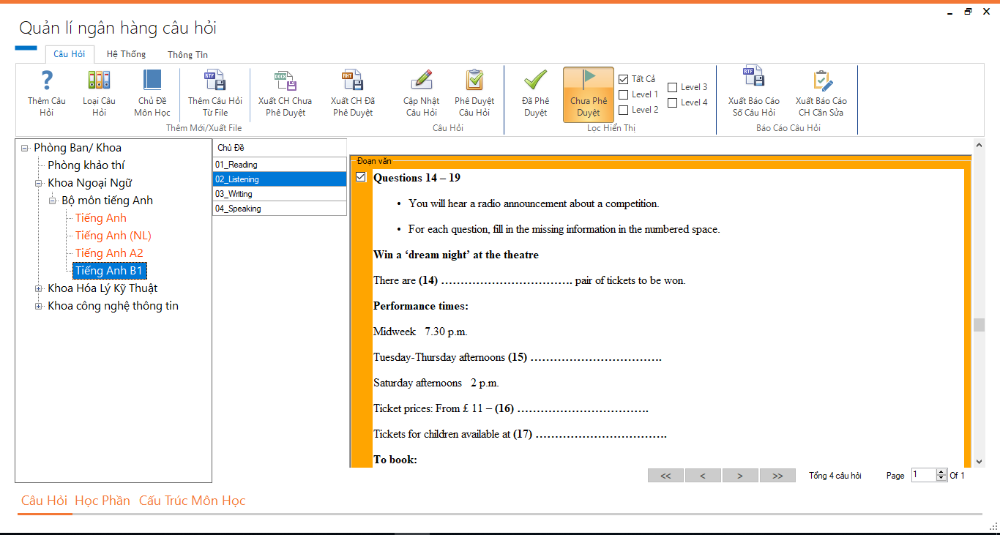 Quản lí ngân hàng câu hỏi
Câu Hỏi Hệ Thống Thông Tin
Thêm Câu Hỏi
Loại Câu Hỏi
Chủ Đề Môn Học
RTF
Thêm Câu Hỏi Từ File
DOCX
Xuất CH Chưa Phê Duyệt
MHT
Xuất CH Đã Phê Duyệt
Cập Nhật Câu Hỏi
Phê Duyệt Câu Hỏi
Đã Phê Duyệt
Chưa Phê Duyệt
Tất Cả
Level 1
Level 2
Level 3
Level 4
RTF
Xuất Báo Cáo Số Câu Hỏi
Xuất Báo Cáo CH Cần Sửa
Thêm Mới/Xuất File
Câu Hỏi
Lọc Hiển Thị
Báo Cáo Câu Hỏi
Phòng Ban/ Khoa
Phòng khảo thí
Khoa Ngoại Ngữ
Bộ môn tiếng Anh
Tiếng Anh
Tiếng Anh (NL)
Tiếng Anh A2
Tiếng Anh B1
Khoa Hóa Lý Kỹ Thuật
Khoa công nghệ thông tin
Chủ Đề
01_Reading
02_Listening
03_Writing
04_Speaking
Đoạn văn
Questions 14 – 19
• You will hear a radio announcement about a competition.
• For each question, fill in the missing information in the numbered space.
Win a ‘dream night’ at the theatre
There are (14) ……………………………. pair of tickets to be won.
Performance times:
Midweek 7.30 p.m.
Tuesday-Thursday afternoons (15) …………………………….
Saturday afternoons 2 p.m.
Ticket prices: From £ 11 – (16) …………………………….
Tickets for children available at (17) …………………………….
To book:
<< < > >> Tổng 4 câu hỏi Page 1 Of 1
Câu Hỏi Học Phần Cấu Trúc Môn Học